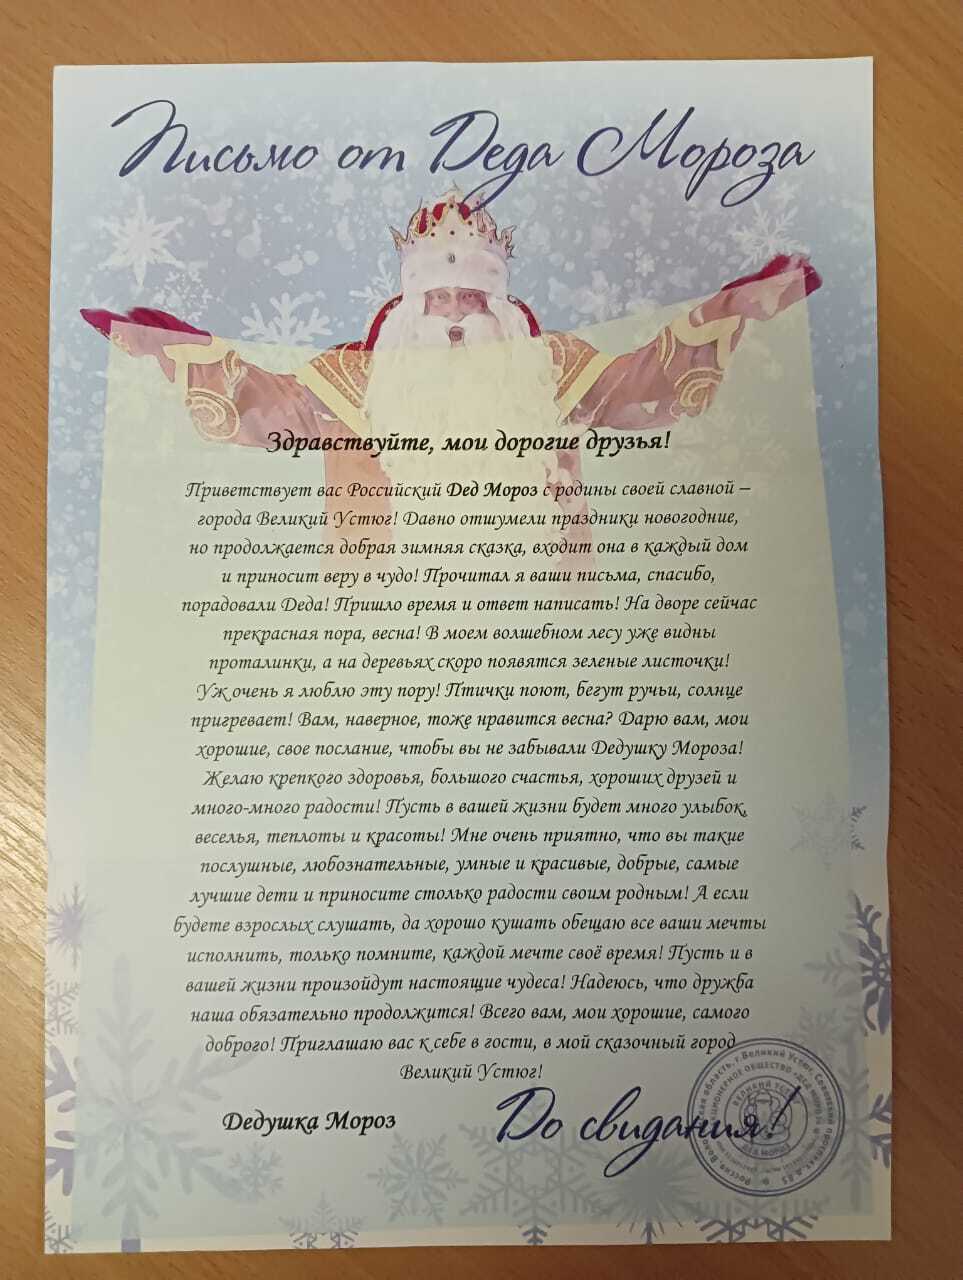 Письмо от Деда Мороза
Здравствуйте, мои дорогие друзья!
Приветствует вас Российский Дед Мороз с родины своей славной –
города Великий Устюг! Давно отшумели праздники новогодние,
но продолжается добрая зимняя сказка, входит она в каждый дом
и приносит веру в чудо! Прочитал я ваши письма, спасибо,
порадовали Деда! Пришло время и ответ написать! На дворе сейчас
прекрасная пора, весна! В моем волшебном лесу уже видны
проталинки, а на деревьях скоро появятся зеленые листочки!
Уж очень я люблю эту пору! Птички поют, бегут ручьи, солнце
пригревает! Вам, наверное, тоже нравится весна? Дарю вам, мои
хорошие, свое послание, чтобы вы не забывали Дедушку Мороза!
Желаю крепкого здоровья, большого счастья, хороших друзей и
много-много радости! Пусть в вашей жизни будет много улыбок,
веселья, теплоты и красоты! Мне очень приятно, что вы такие
послушные, любознательные, умные и красивые, добрые, самые
лучшие дети и приносите столько радости своим родным! А если
будете взрослых слушать, да хорошо кушать обещаю все ваши мечты
исполнить, только помните, каждой мечте своё время! Пусть и в
вашей жизни произойдут настоящие чудеса! Надеюсь, что дружба
наша обязательно продолжится! Всего вам, мои хорошие, самого
доброго! Приглашаю вас к себе в гости, в мой сказочный город
Великий Устюг!
Дедушка Мороз
До свидания!
ВЕЛИКИЙ
ДЕД МОРОЗ